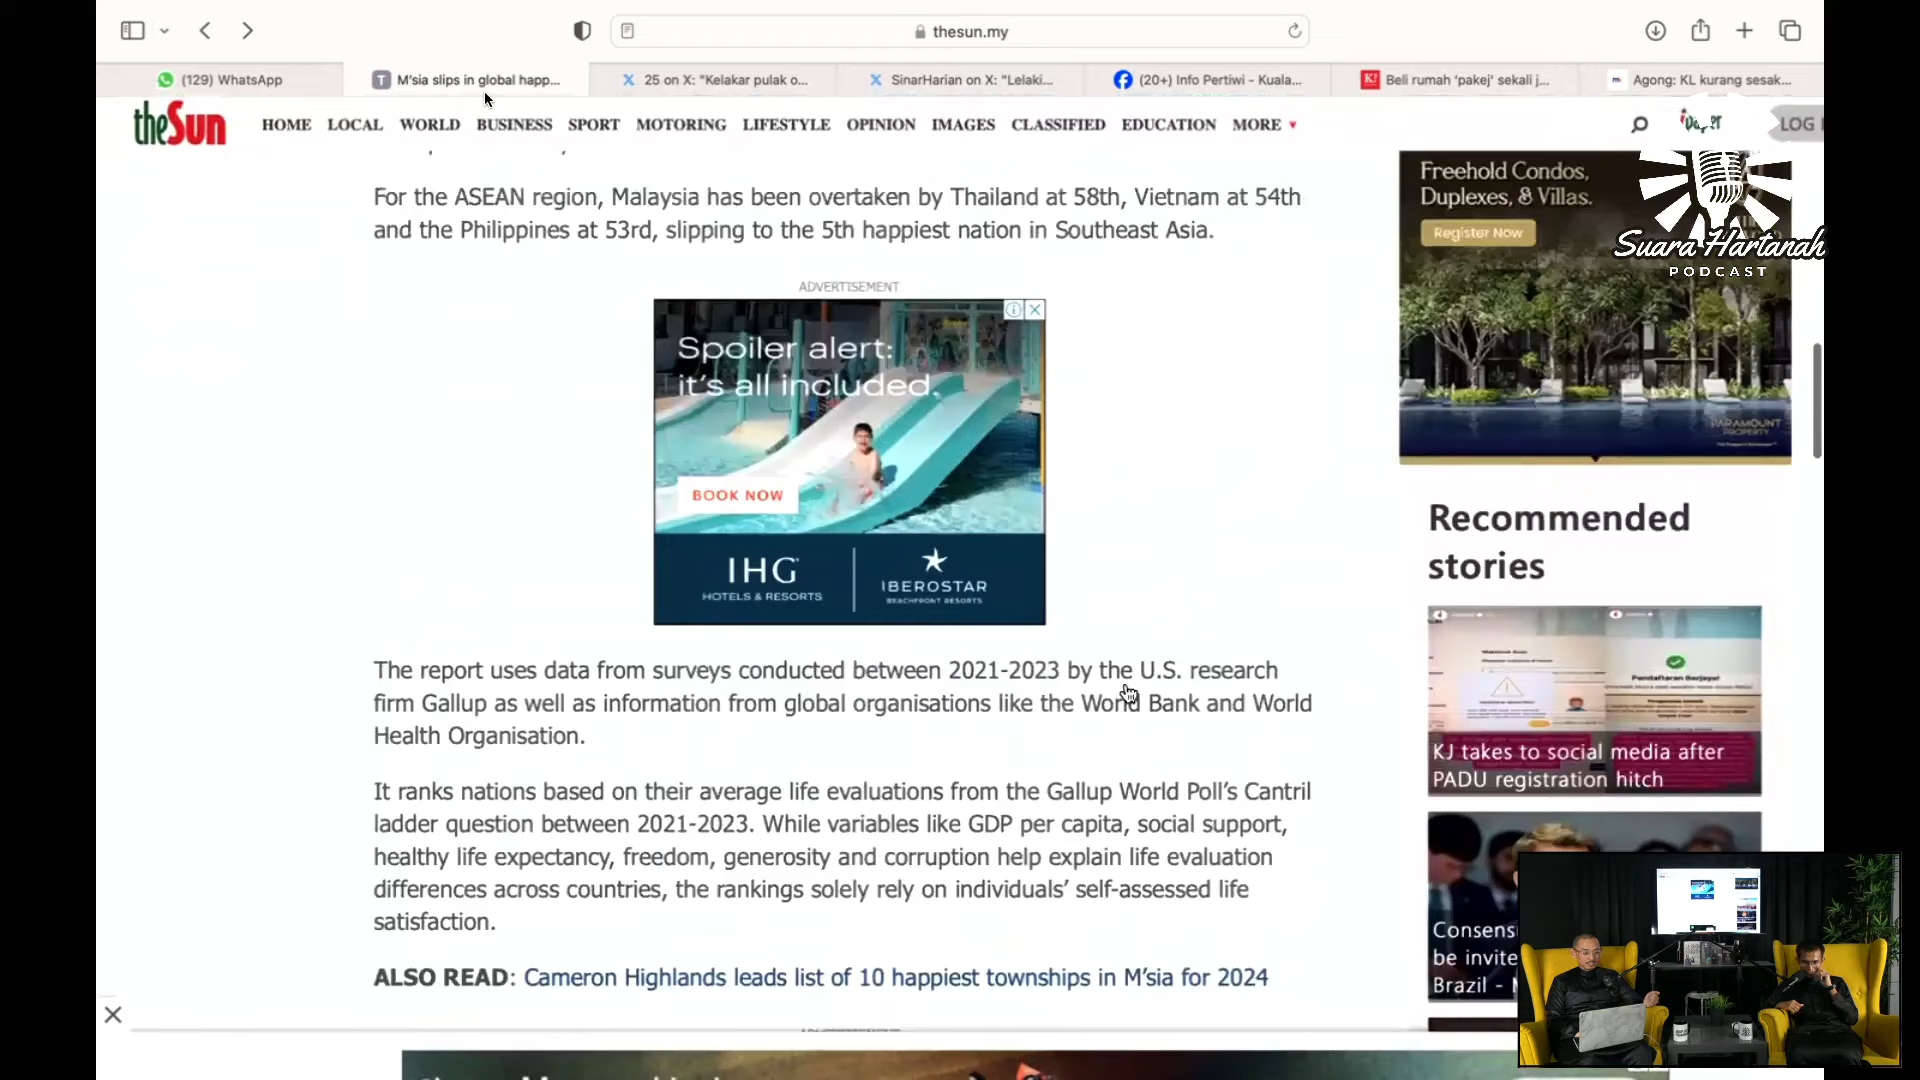 thesun.my
(129) WhatsApp
M'sia slips in global happ...
25 on X: "Kelakar pulak o...
SinarHarian on X: "Lelaki...
(20+) Info Pertiwi - Kuala...
Beli rumah 'pakej' sekali j...
Agong: KL kurang sesak...
theSun
HOME LOCAL WORLD BUSINESS SPORT MOTORING LIFESTYLE OPINION IMAGES CLASSIFIED EDUCATION MORE
LOG
For the ASEAN region, Malaysia has been overtaken by Thailand at 58th, Vietnam at 54th
and the Philippines at 53rd, slipping to the 5th happiest nation in Southeast Asia.
ADVERTISEMENT
Spoiler alert:
it's all included.
BOOK NOW
IHG
HOTELS & RESORTS
IBEROSTAR
BEACHFRONT RESORTS
The report uses data from surveys conducted between 2021-2023 by the U.S. research
firm Gallup as well as information from global organisations like the World Bank and World
Health Organisation.
It ranks nations based on their average life evaluations from the Gallup World Poll's Cantril
ladder question between 2021-2023. While variables like GDP per capita, social support,
healthy life expectancy, freedom, generosity and corruption help explain life evaluation
differences across countries, the rankings solely rely on individuals' self-assessed life
satisfaction.
ALSO READ: Cameron Highlands leads list of 10 happiest townships in M'sia for 2024
Freehold Condos,
Duplexes, & Villas.
Register Now
Suara Hartanah
PODCAST
PARAMOUNT
PROPERTY
Recommended
stories
Pendaftaran Berjaya!
KJ takes to social media after
PADU registration hitch
Consens
be invite
Brazil -